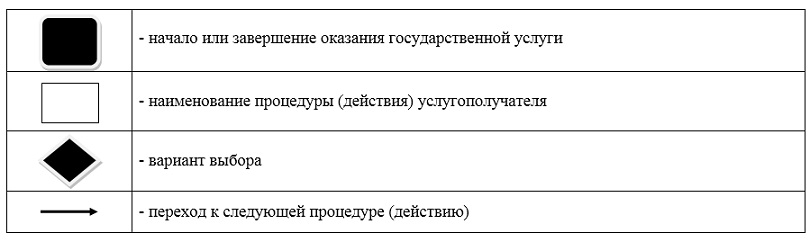 - начало или завершение оказания государственной услуги
- наименование процедуры (действия) услугополучателя
- вариант выбора
- переход к следующей процедуре (действию)